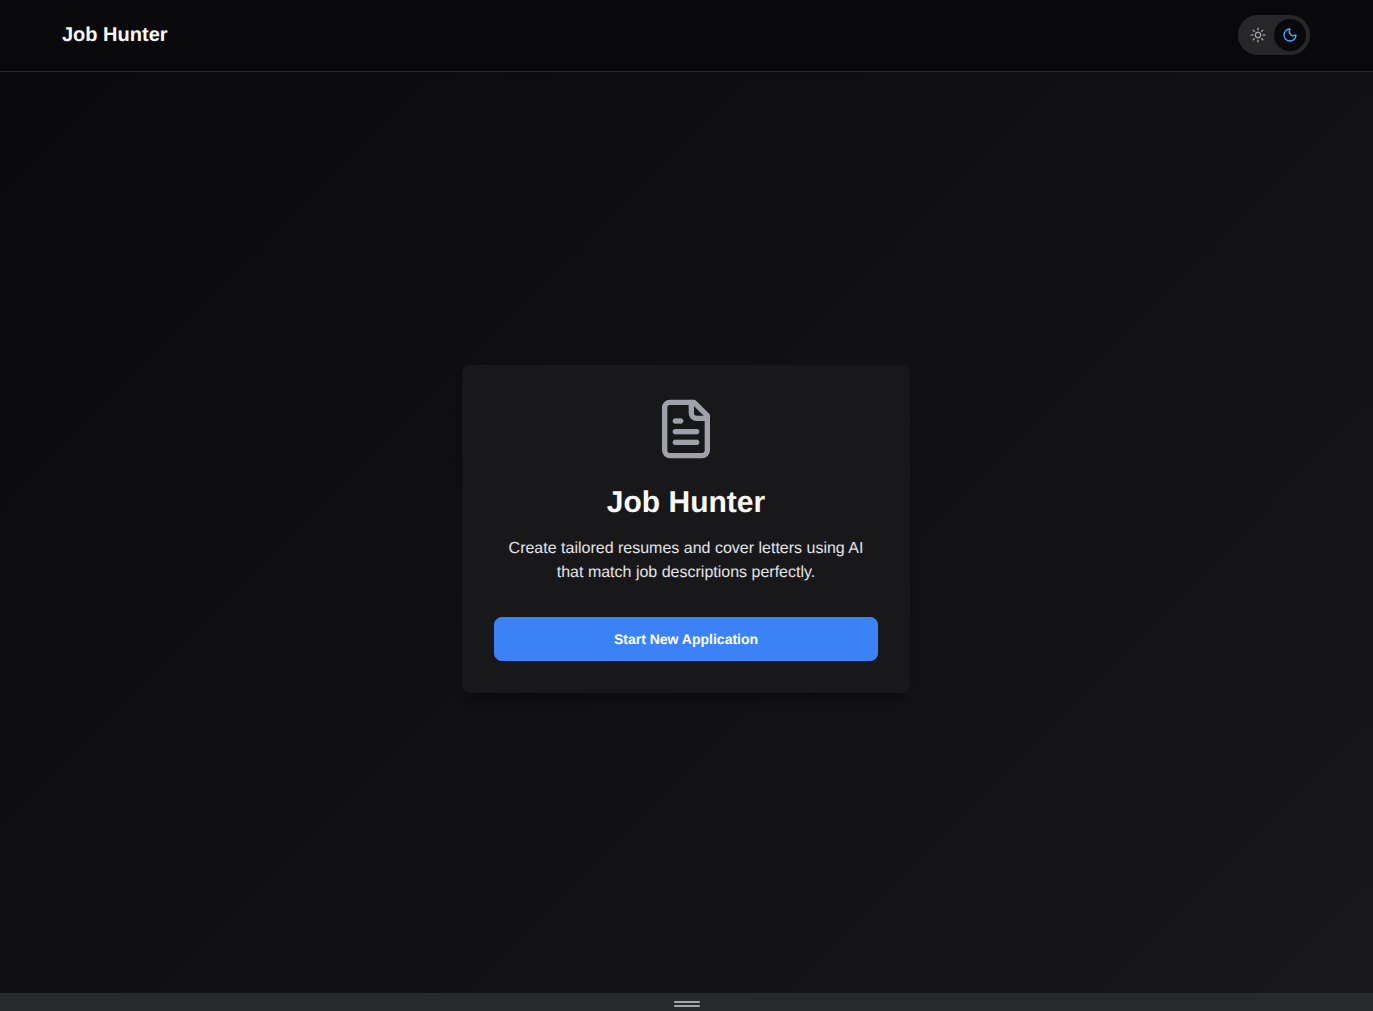 Job Hunter
Job Hunter
Create tailored resumes and cover letters using AI
that match job descriptions perfectly.
Start New Application